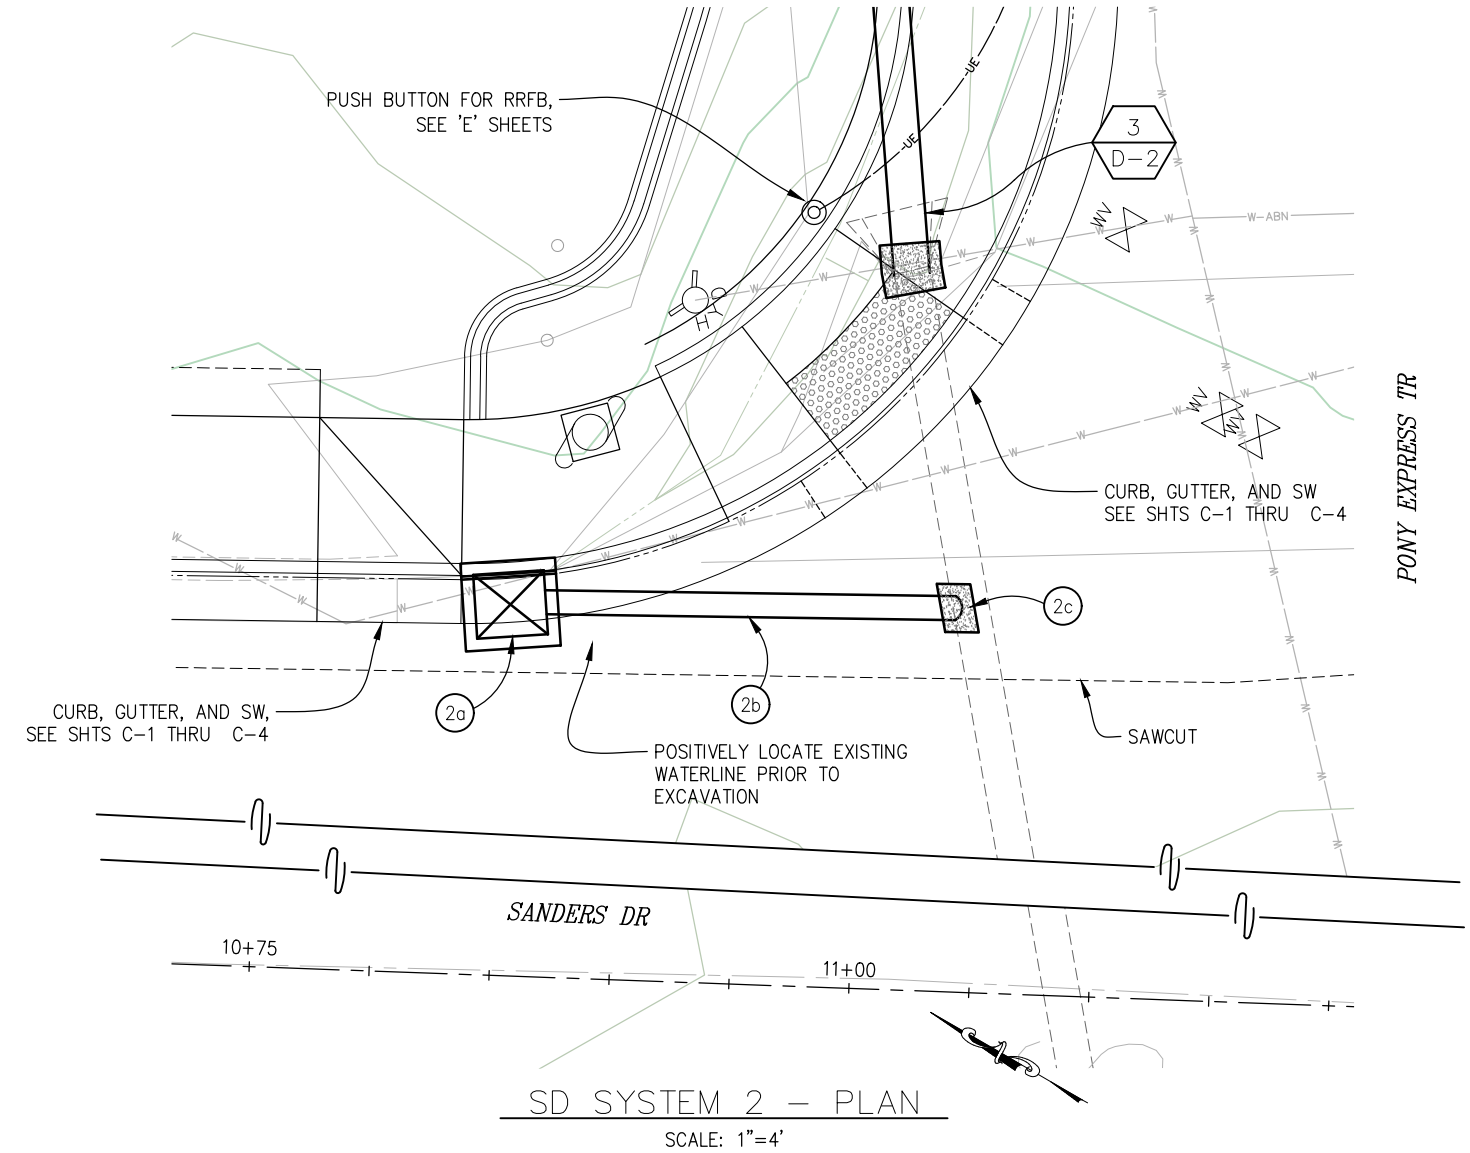 PUSH BUTTON FOR RRFB,
SEE 'E' SHEETS
UE
UE
3
D-2
WV
W
W
W
W
W
W
W-ABN
W
W
W
HYD
W
W
W
WV
WV
W
W
W
W
PONY EXPRESS TR
CURB, GUTTER, AND SW
SEE SHTS C-1 THRU C-4
W
W
W
W
W
W
W
W
W
2c
2a
2b
CURB, GUTTER, AND SW,
SEE SHTS C-1 THRU C-4
POSITIVELY LOCATE EXISTING
WATERLINE PRIOR TO
EXCAVATION
SAWCUT
W
W
SANDERS DR
10+75
11+00
SD SYSTEM 2 - PLAN
SCALE: 1"=4'